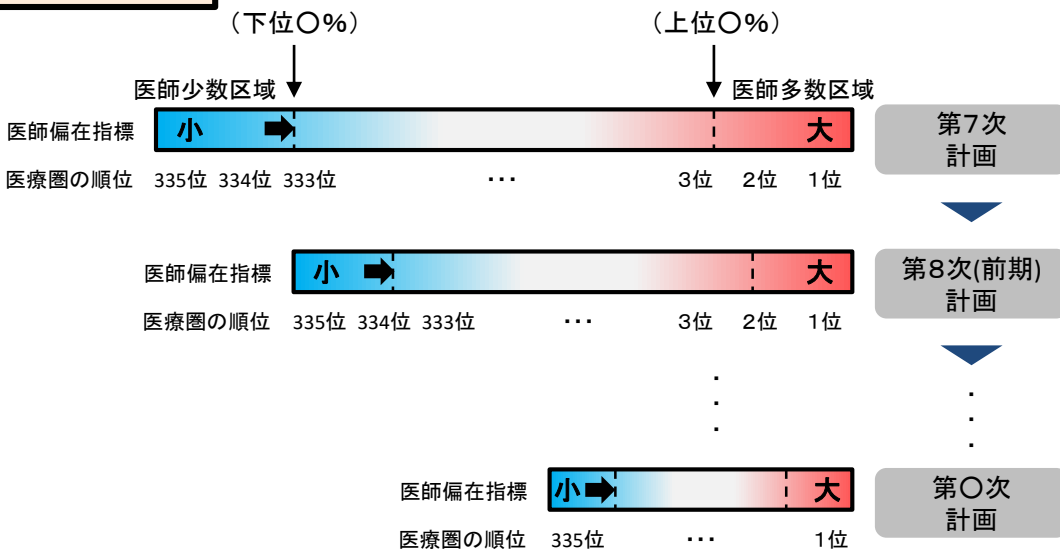 （下位〇％）
（上位〇％）
医師少数区域
医師多数区域
医師偏在指標
小
大
第７次
計画
医療圏の順位
335位 334位 333位 ･･･ ３位 ２位 １位
医師偏在指標
小
大
第８次(前期)
計画
医療圏の順位
335位 334位 333位 ･･･ ３位 ２位 １位
医師偏在指標
小
大
第〇次
計画
医療圏の順位
335位 ･･･ １位